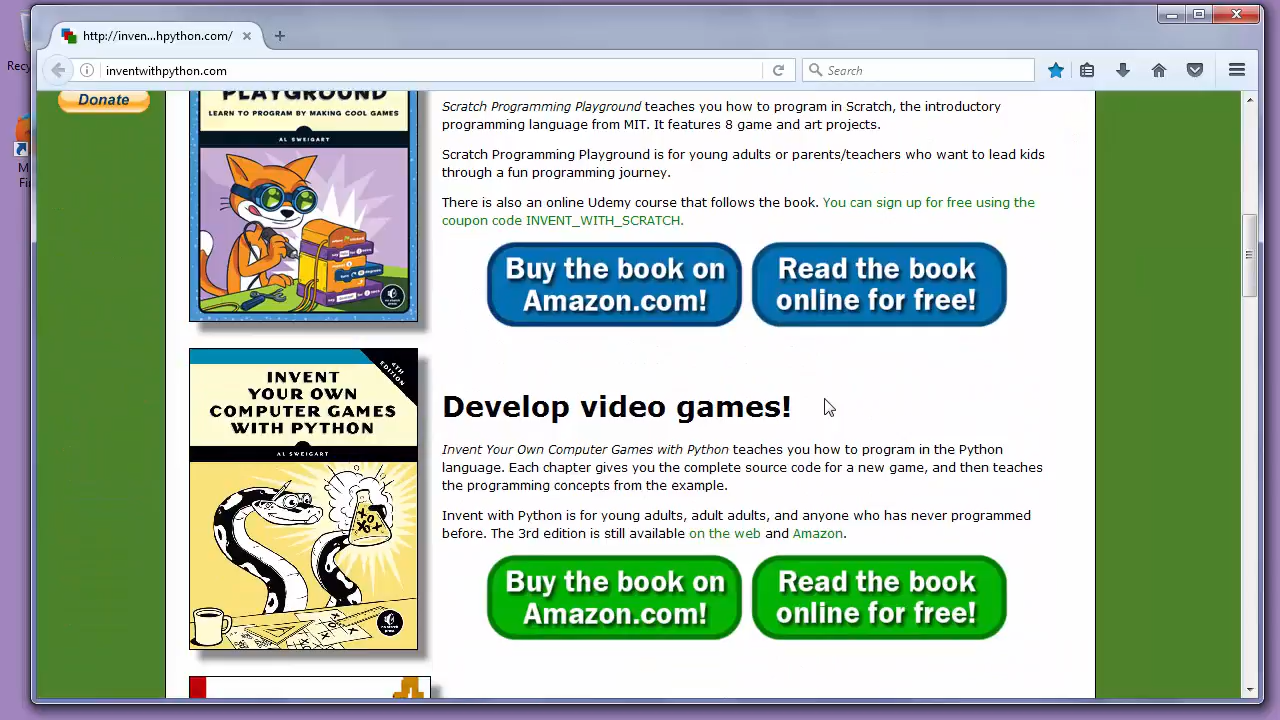 http://inven...hpython.com/
inventwithpython.com
Search
Recy
M
Fir
Donate
PLAYGROUND
LEARN TO PROGRAM BY MAKING COOL GAMES
AL SWEIGART
Scratch Programming Playground teaches you how to program in Scratch, the introductory
programming language from MIT. It features 8 game and art projects.
Scratch Programming Playground is for young adults or parents/teachers who want to lead kids
through a fun programming journey.
There is also an online Udemy course that follows the book. You can sign up for free using the
coupon code INVENT_WITH_SCRATCH.
Buy the book on
Amazon.com!
Read the book
online for free!
4TH
EDITION
INVENT
YOUR OWN
COMPUTER GAMES
WITH PYTHON
AL SWEIGART
Develop video games!
Invent Your Own Computer Games with Python teaches you how to program in the Python
language. Each chapter gives you the complete source code for a new game, and then teaches
the programming concepts from the example.
Invent with Python is for young adults, adult adults, and anyone who has never programmed
before. The 3rd edition is still available on the web and Amazon.
Buy the book on
Amazon.com!
Read the book
online for free!